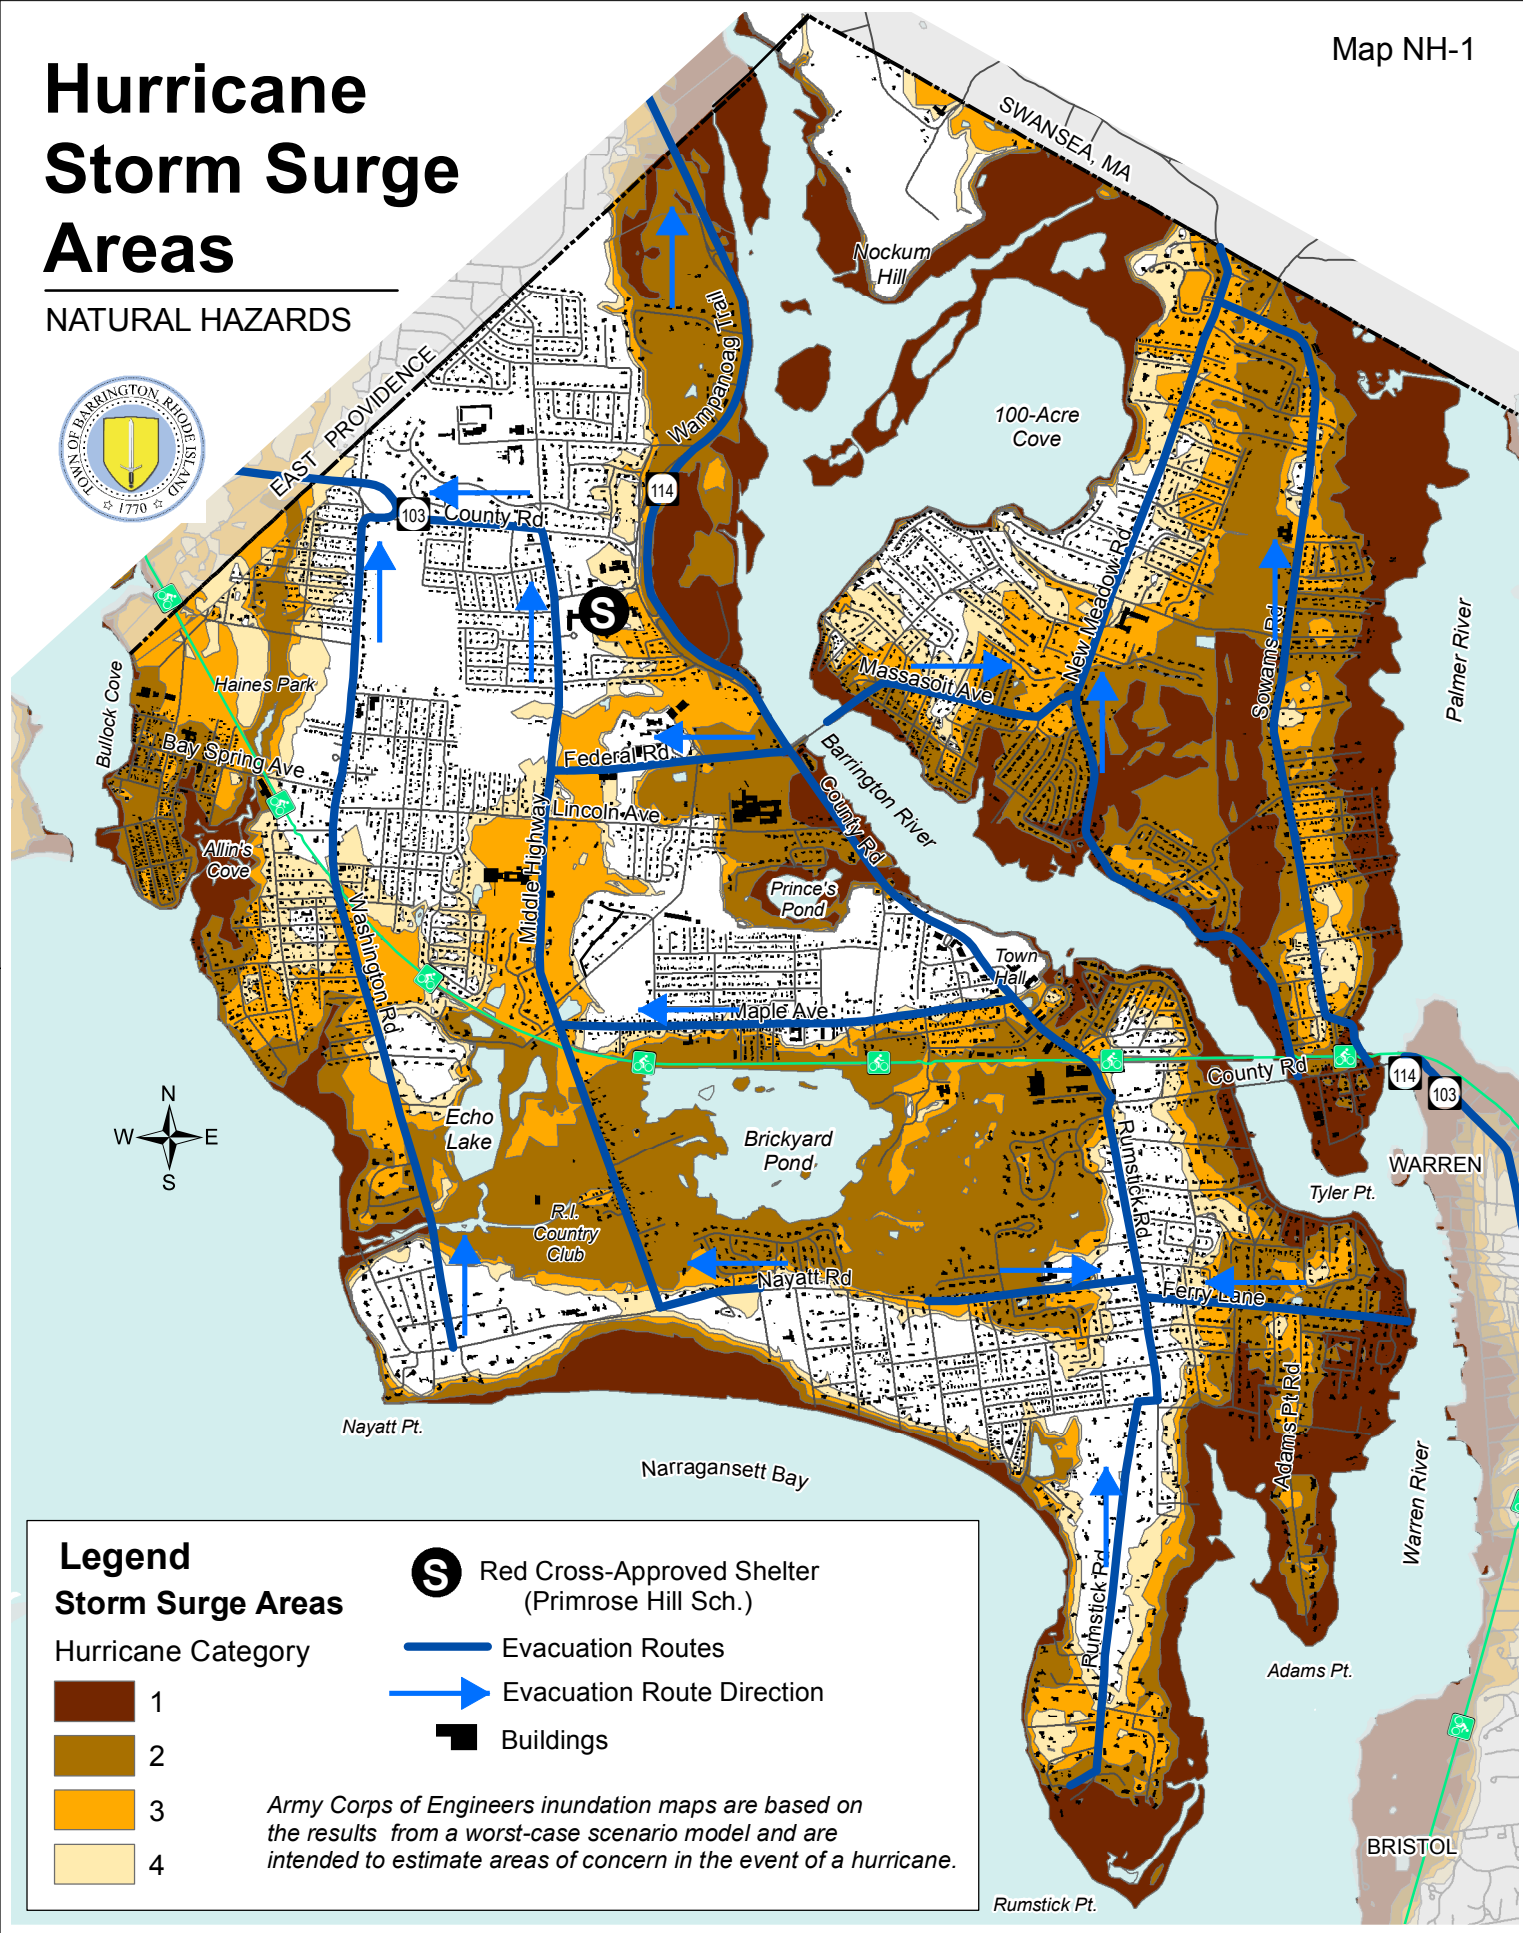 Map NH-1
Hurricane
Storm Surge
Areas
NATURAL HAZARDS
TOWN OF BARRINGTON, RHODE ISLAND
1770
SWANSEA, MA
EAST PROVIDENCE
Nockum
Hill
Wampanoag Trail
100-Acre
Cove
114
103
County Rd
S
New Meadow Rd
Sowams Rd
Palmer River
Massasoit Ave
Bullock Cove
Haines Park
Bay Spring Ave
Federal Rd
Barrington River
Lincoln Ave
County Rd
Middle Highway
Allin's
Cove
Prince's
Pond
Washington Rd
Town
Hall
Maple Ave
County Rd
114
103
N
W
E
S
Echo
Lake
Brickyard
Pond
Rumstick Rd
WARREN
Tyler Pt.
R.I.
Country
Club
Nayatt Rd
Ferry Lane
Adams Pt Rd
Nayatt Pt.
Narragansett Bay
Warren River
Rumstick Rd
Adams Pt.
BRISTOL
Rumstick Pt.
Legend
Storm Surge Areas
Hurricane Category
1
2
3
4
S
Red Cross-Approved Shelter
(Primrose Hill Sch.)
Evacuation Routes
Evacuation Route Direction
Buildings
Army Corps of Engineers inundation maps are based on
the results from a worst-case scenario model and are
intended to estimate areas of concern in the event of a hurricane.